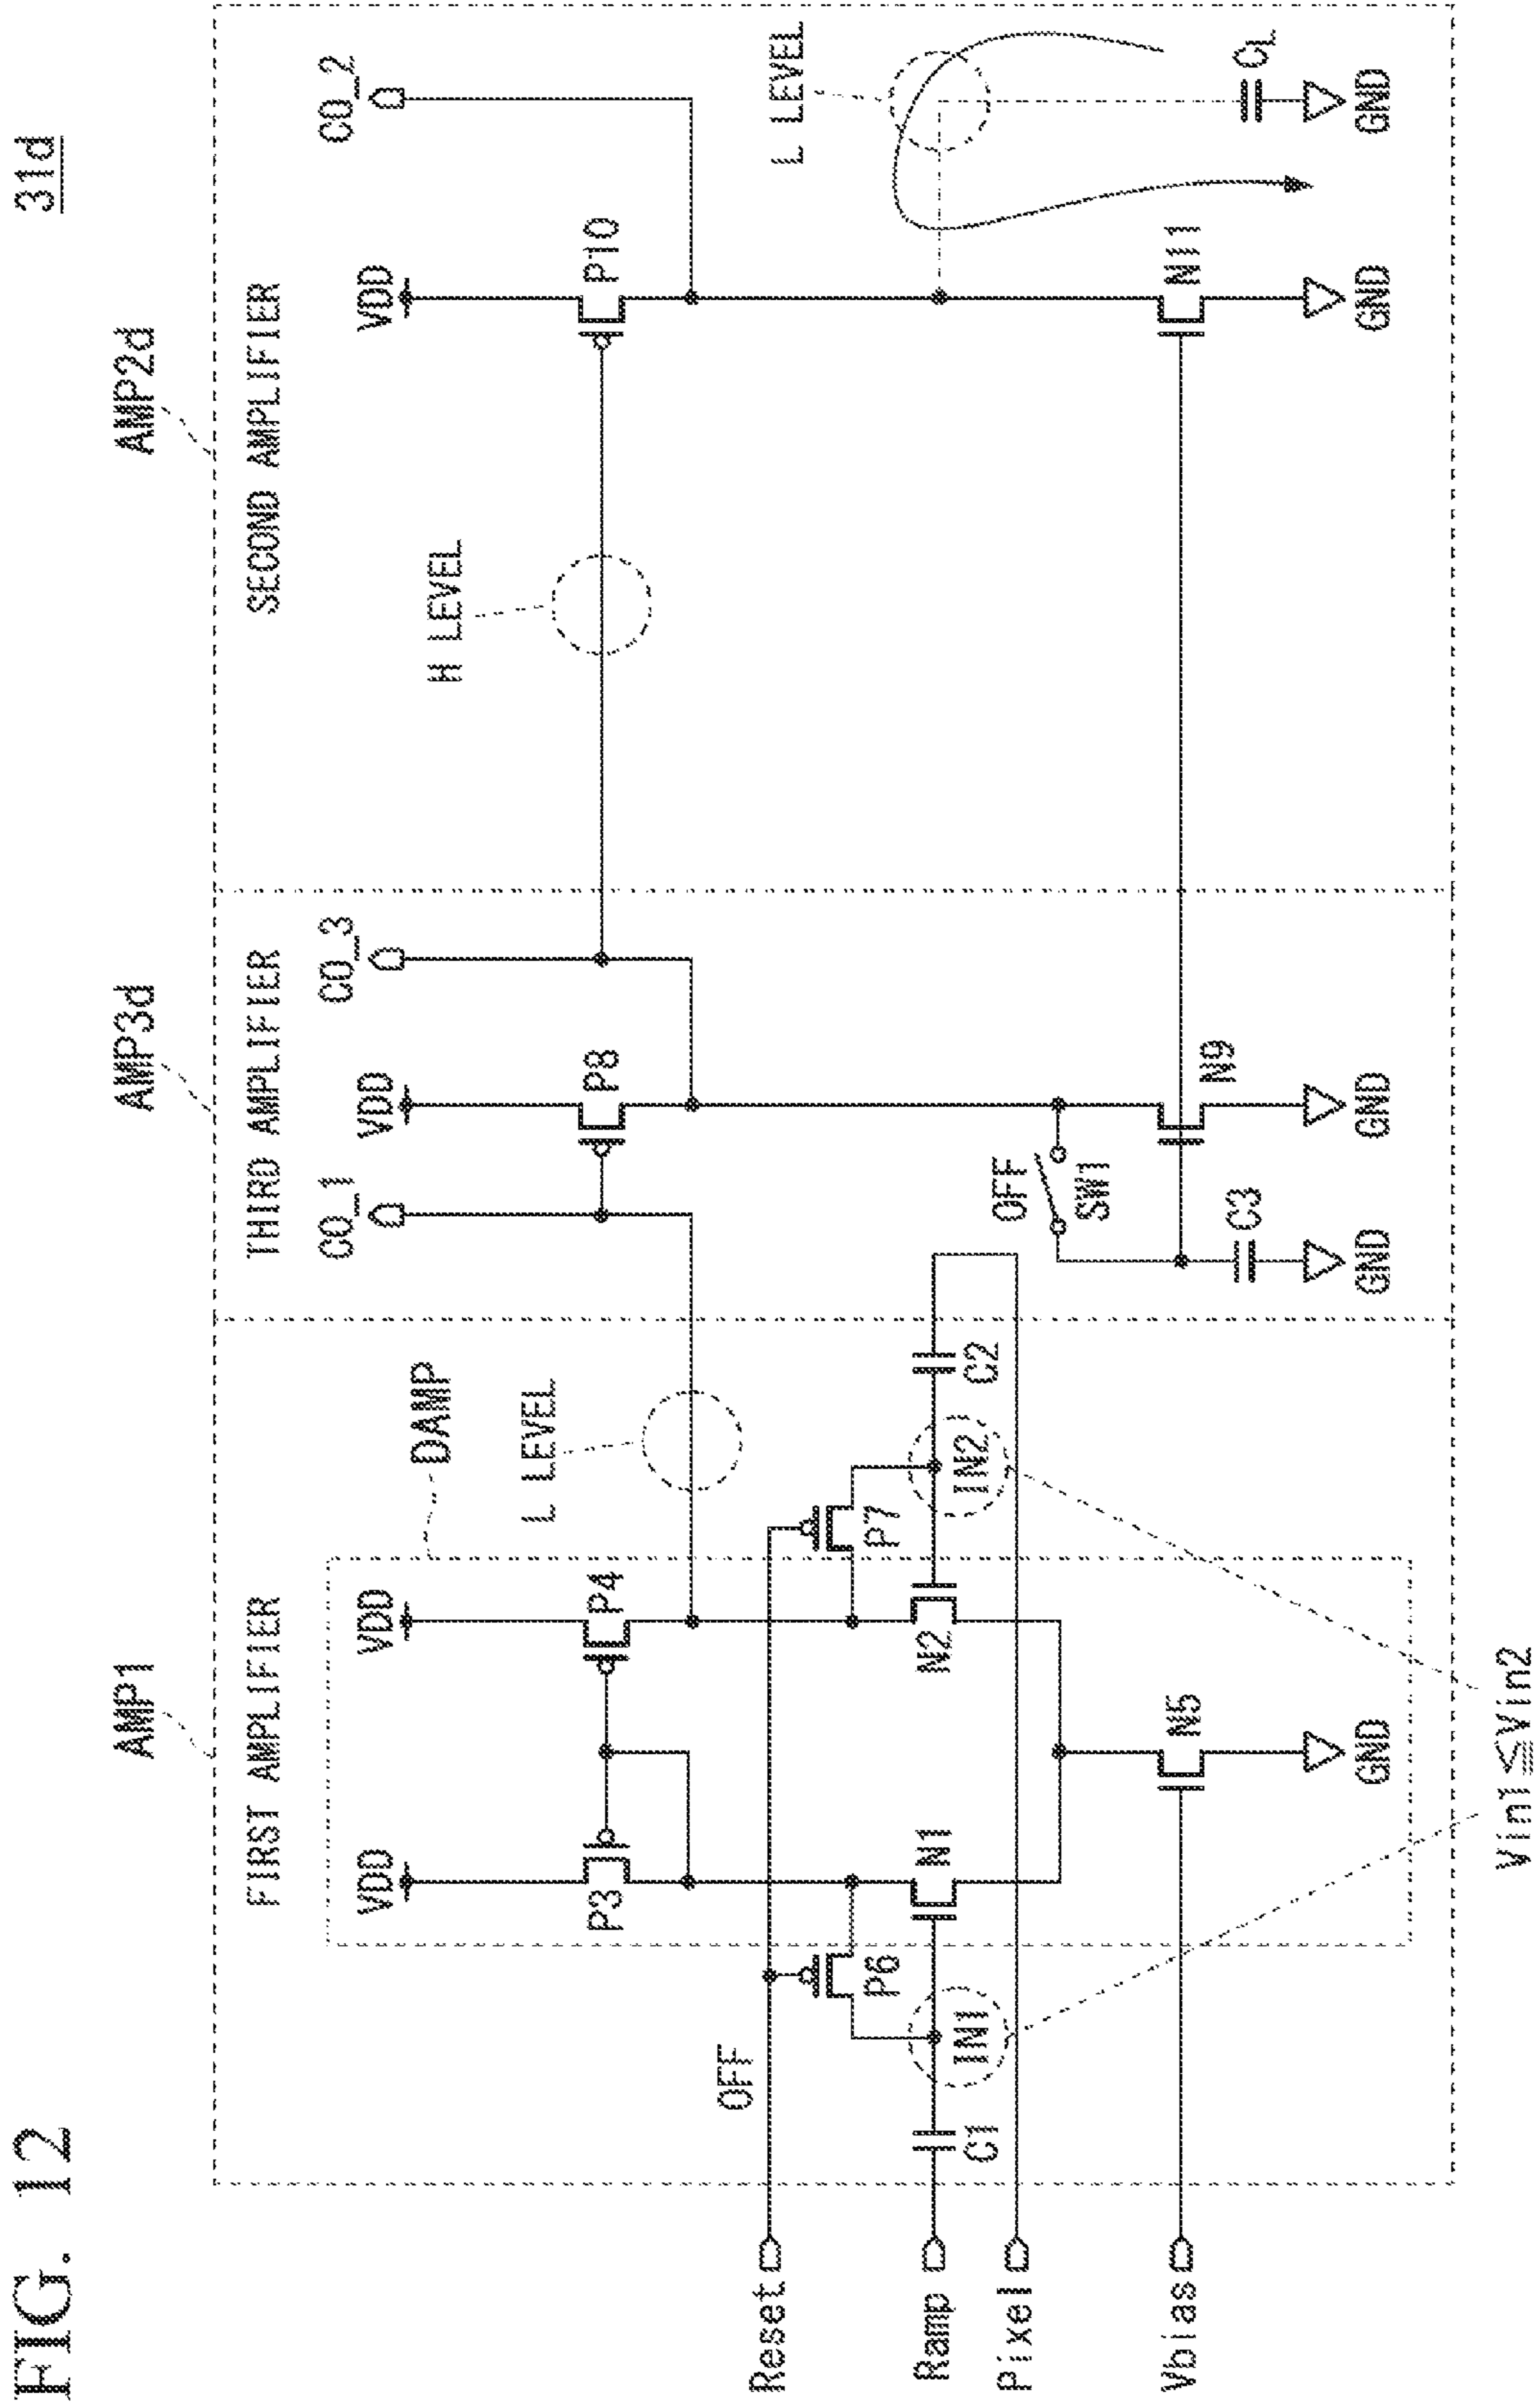 FIG. 12
31d
AMP1
AMP3d
AMP2d
FIRST AMPLIFIER
THIRD AMPLIFIER
SECOND AMPLIFIER
DAMP
CO_1
CO_3
CO_2
VDD
VDD
VDD
VDD
L LEVEL
H LEVEL
P3
P4
P8
P10
OFF
Reset
P6
P7
L LEVEL
Ramp
C1
IN1
N1
N2
IN2
C2
Pixel
OFF
SW1
Vbias
N5
N9
N11
C3
CL
GND
GND
GND
GND
GND
Vin1≦Vin2